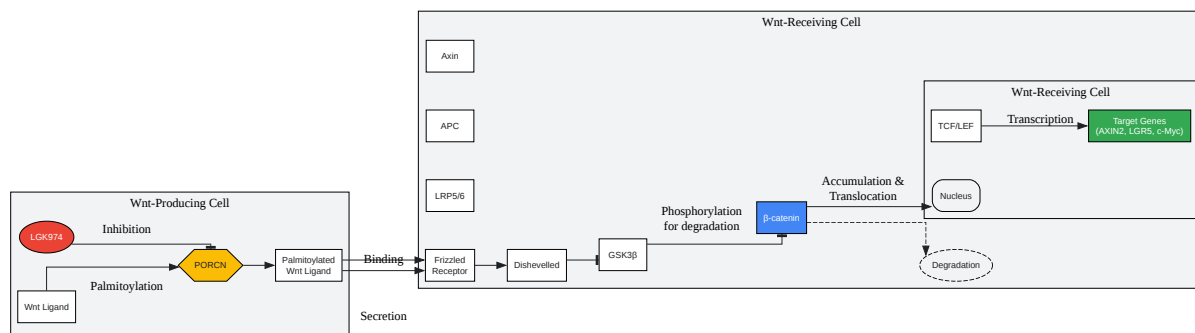 Wnt-Receiving Cell
Axin
Wnt-Receiving Cell
APC
TCF/LEF
Transcription
Target Genes
(AXIN2, LGR5, c-Myc)
LRP5/6
Accumulation &
Translocation
Nucleus
Wnt-Producing Cell
Phosphorylation
for degradation
β-catenin
LGK974
Inhibition
PORCN
Palmitoylated
Wnt Ligand
Binding
Frizzled
Receptor
Dishevelled
GSK3β
Degradation
Palmitoylation
Wnt Ligand
Secretion